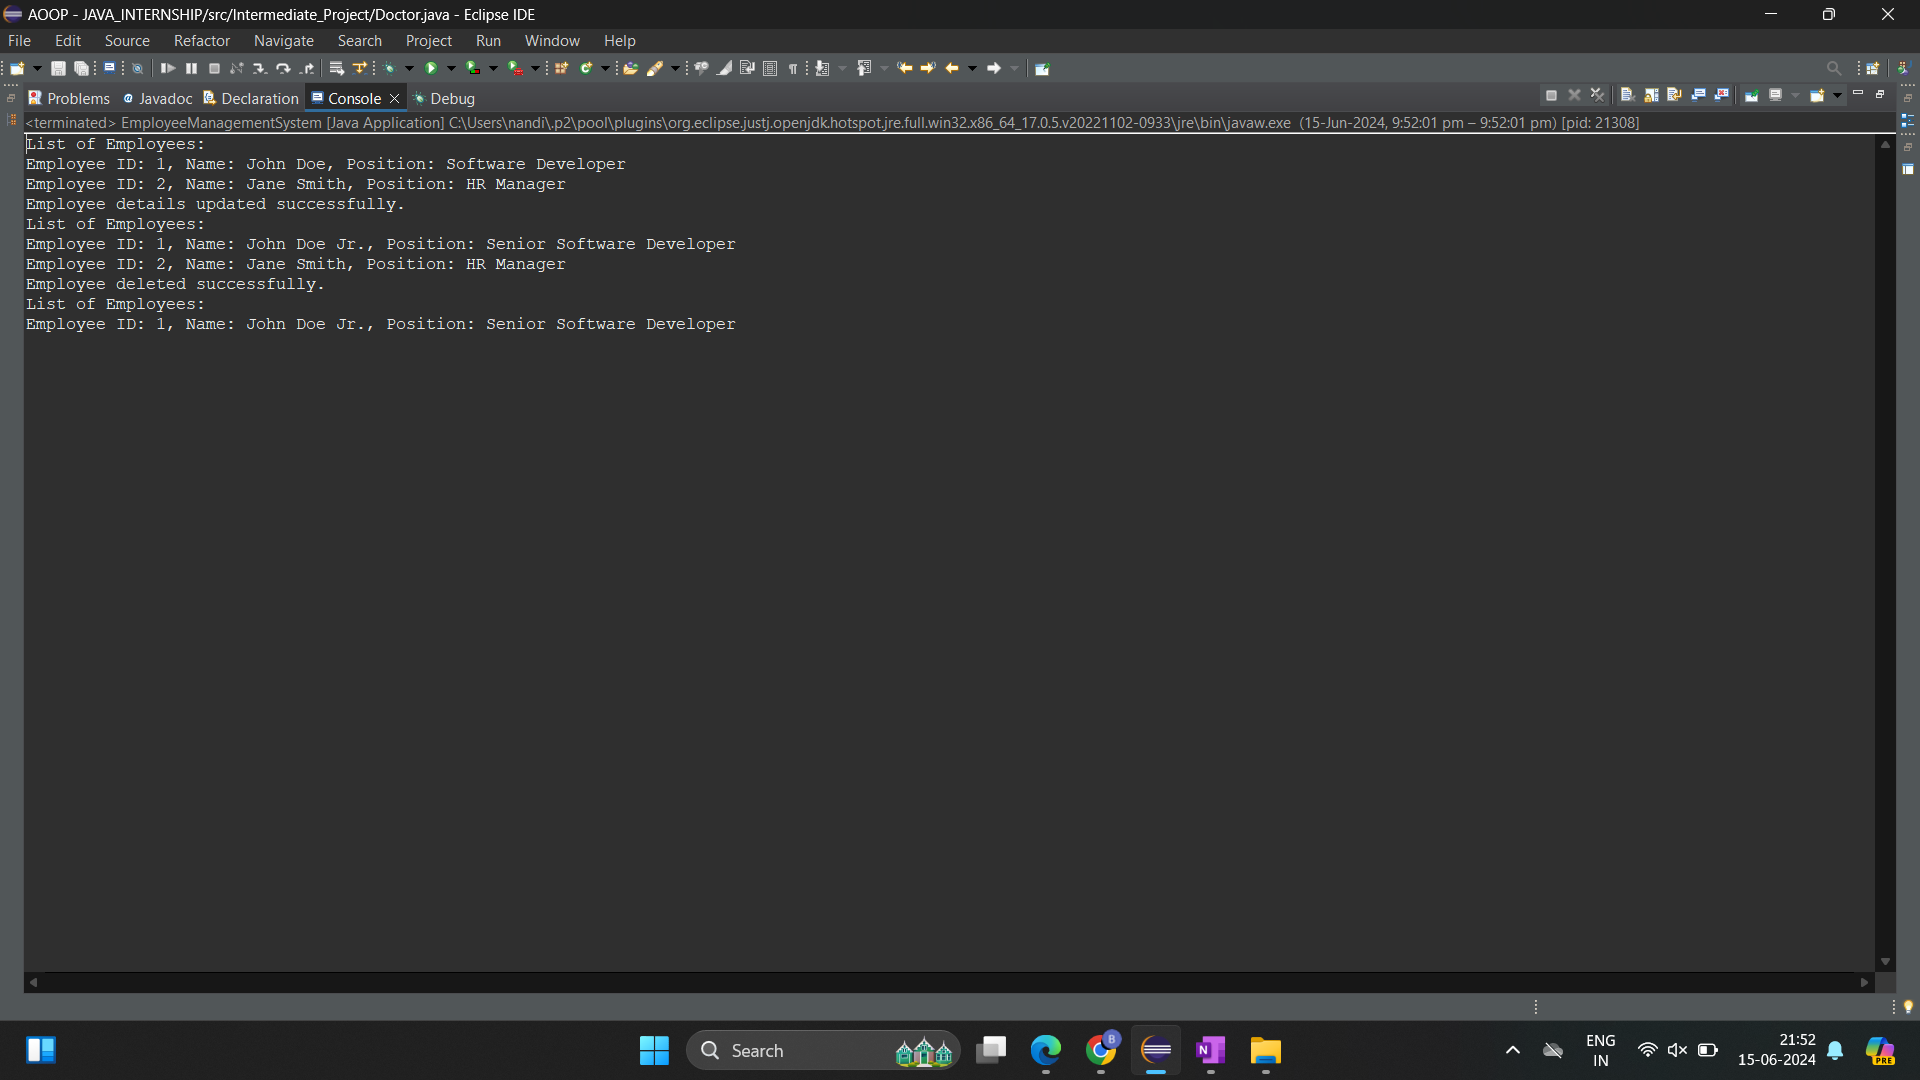 AOOP - JAVA_INTERNSHIP/src/Intermediate_Project/Doctor.java - Eclipse IDE
File Edit Source Refactor Navigate Search Project Run Window Help
Problems Javadoc Declaration Console Debug
<terminated> EmployeeManagementSystem [Java Application] C:\Users\nandi\.p2\pool\plugins\org.eclipse.justj.openjdk.hotspot.jre.full.win32.x86_64_17.0.5.v20221102-0933\jre\bin\javaw.exe (15-Jun-2024, 9:52:01 pm – 9:52:01 pm) [pid: 21308]
List of Employees:
Employee ID: 1, Name: John Doe, Position: Software Developer
Employee ID: 2, Name: Jane Smith, Position: HR Manager
Employee details updated successfully.
List of Employees:
Employee ID: 1, Name: John Doe Jr., Position: Senior Software Developer
Employee ID: 2, Name: Jane Smith, Position: HR Manager
Employee deleted successfully.
List of Employees:
Employee ID: 1, Name: John Doe Jr., Position: Senior Software Developer
Search
B
N
ENG
IN
21:52
15-06-2024
PRE